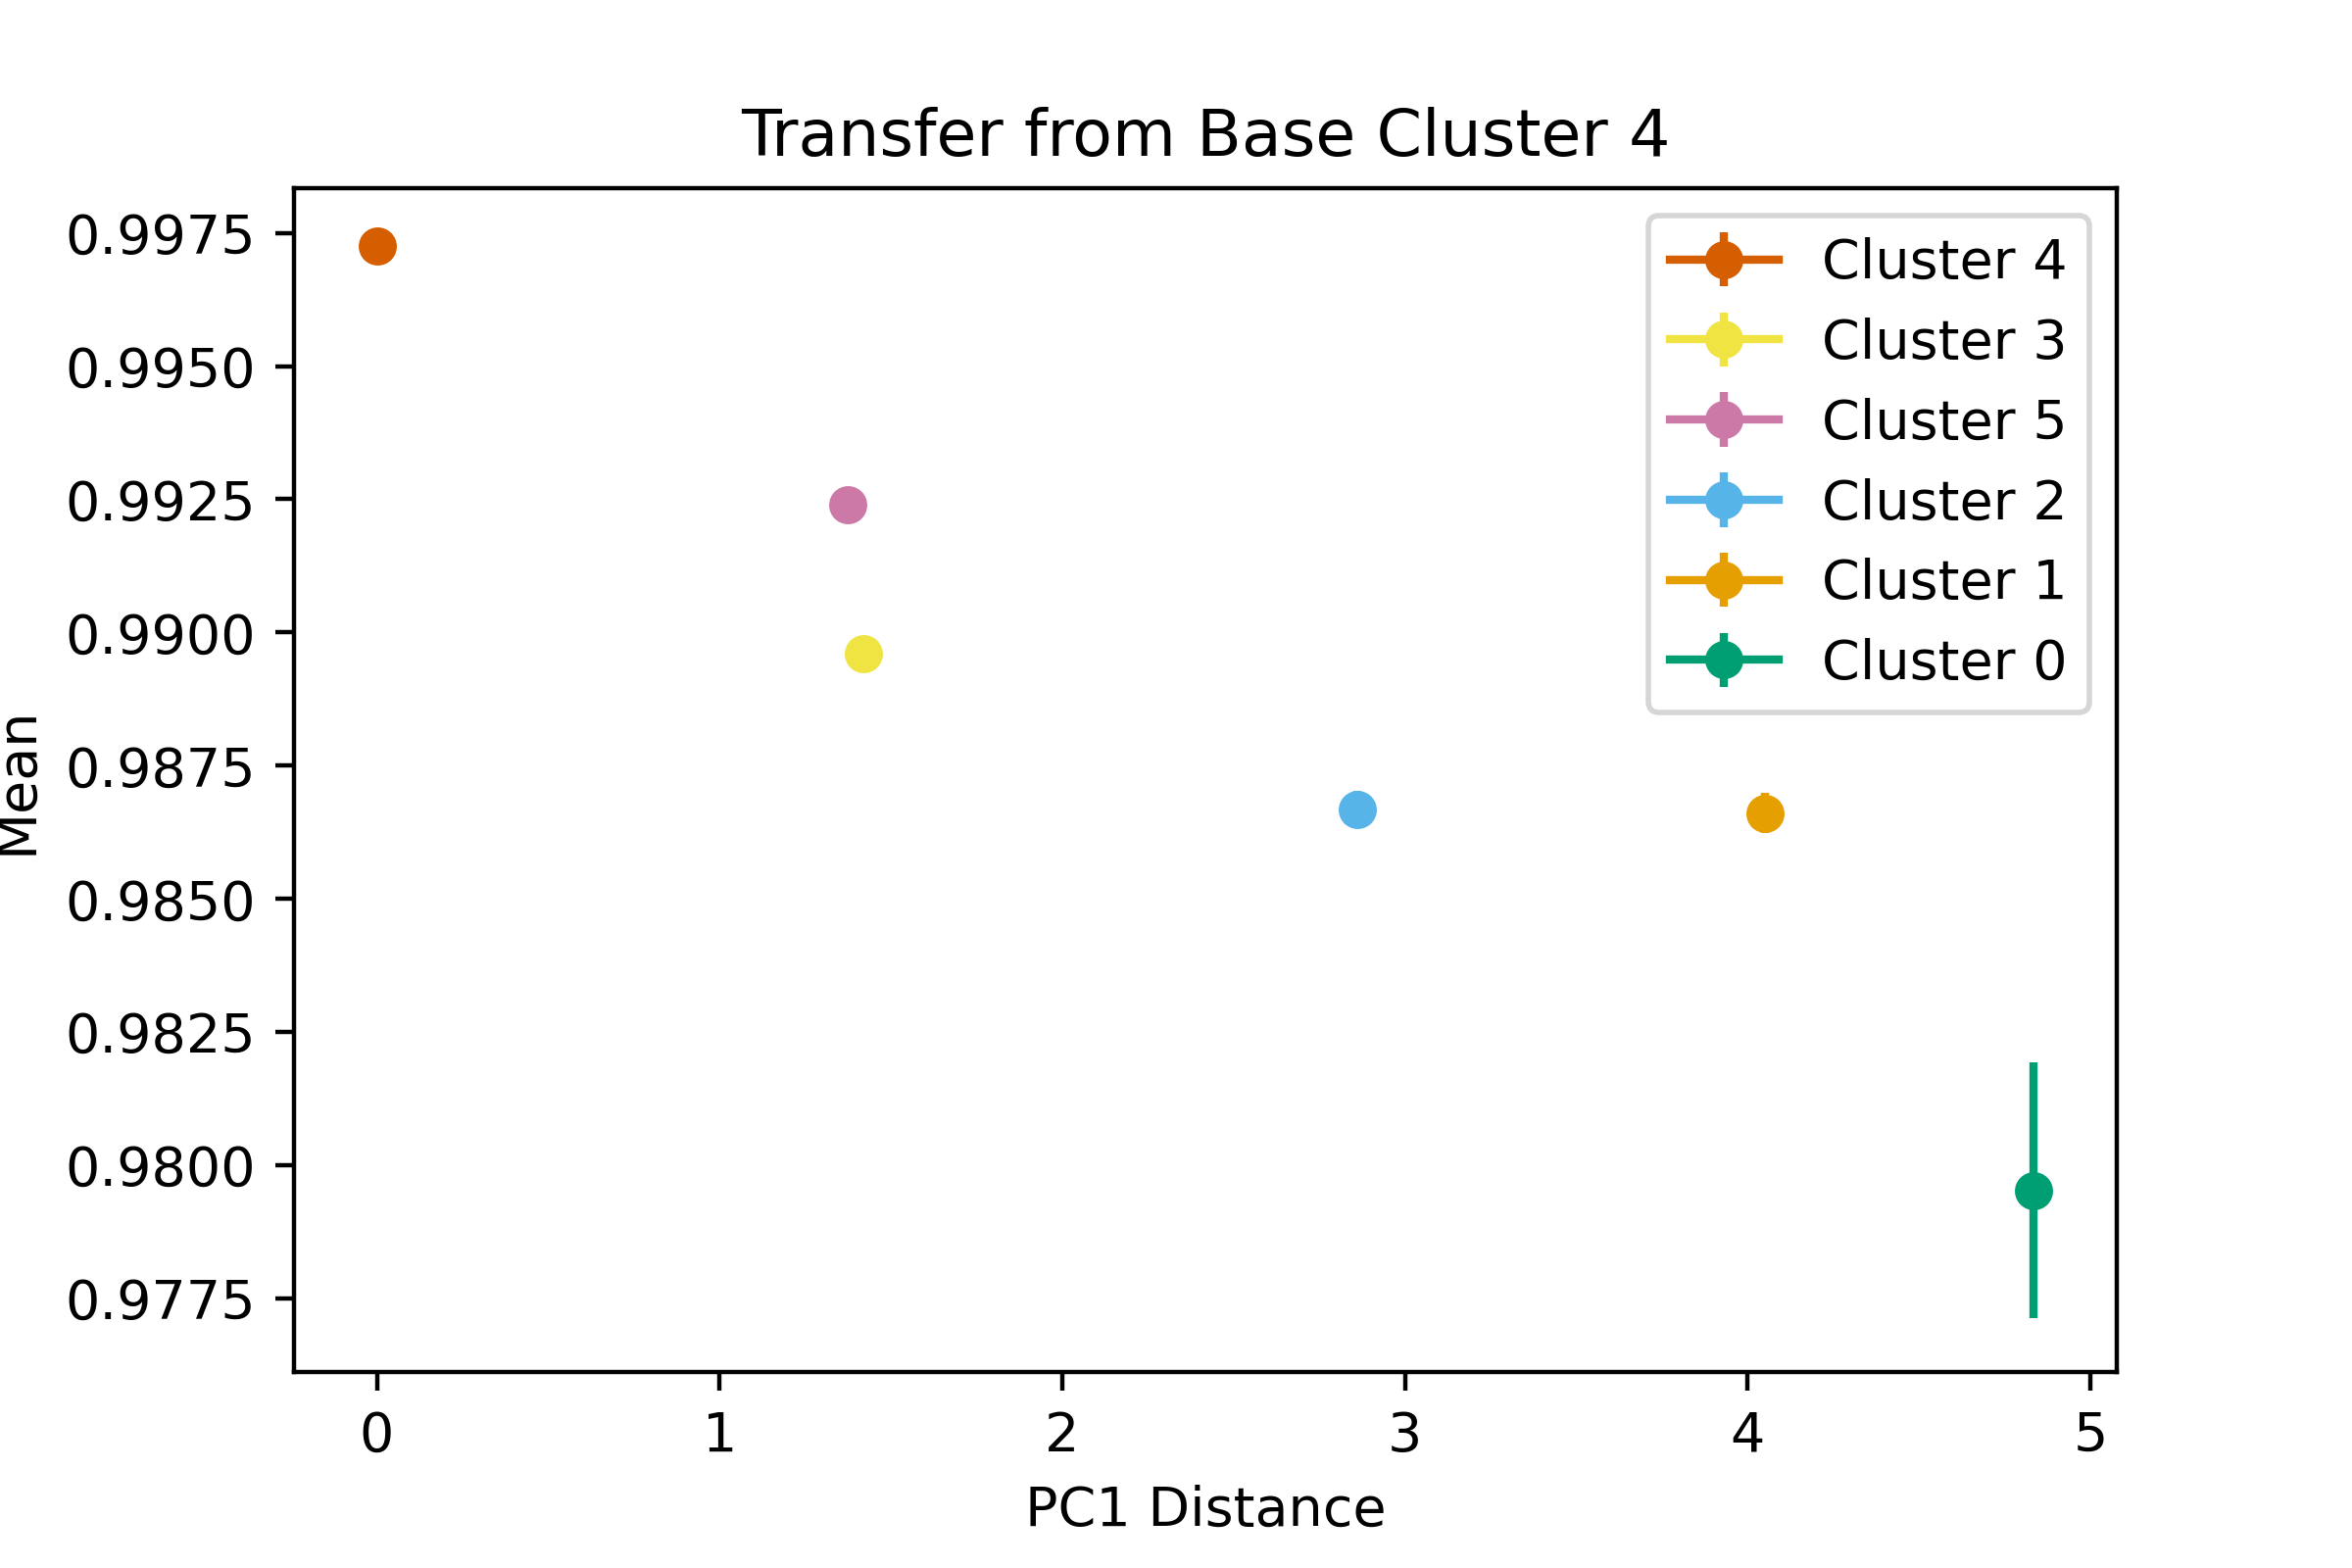 Transfer from Base Cluster 4
0.9975
0.9950
0.9925
0.9900
0.9875
0.9850
0.9825
0.9800
0.9775
Mean
Cluster 4
Cluster 3
Cluster 5
Cluster 2
Cluster 1
Cluster 0
0 1 2 3 4 5
PC1 Distance